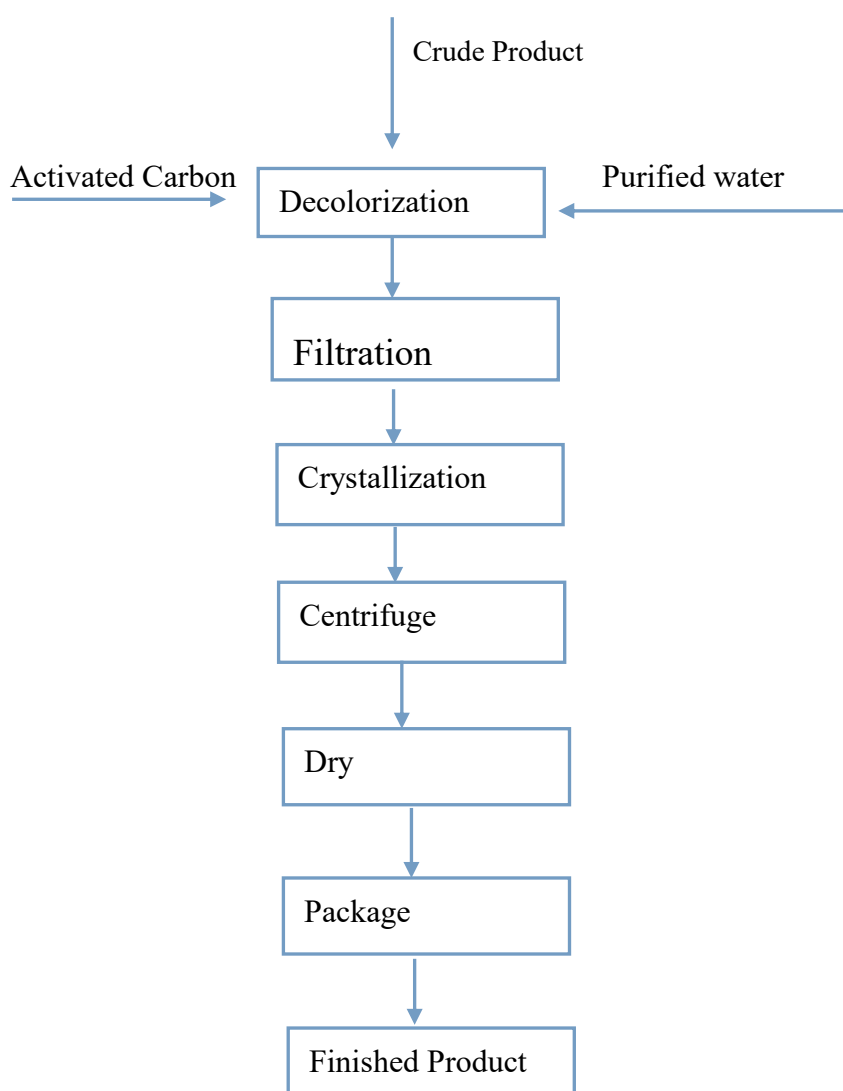 Crude Product
Activated Carbon
Purified water
Decolorization
Filtration
Crystallization
Centrifuge
Dry
Package
Finished Product